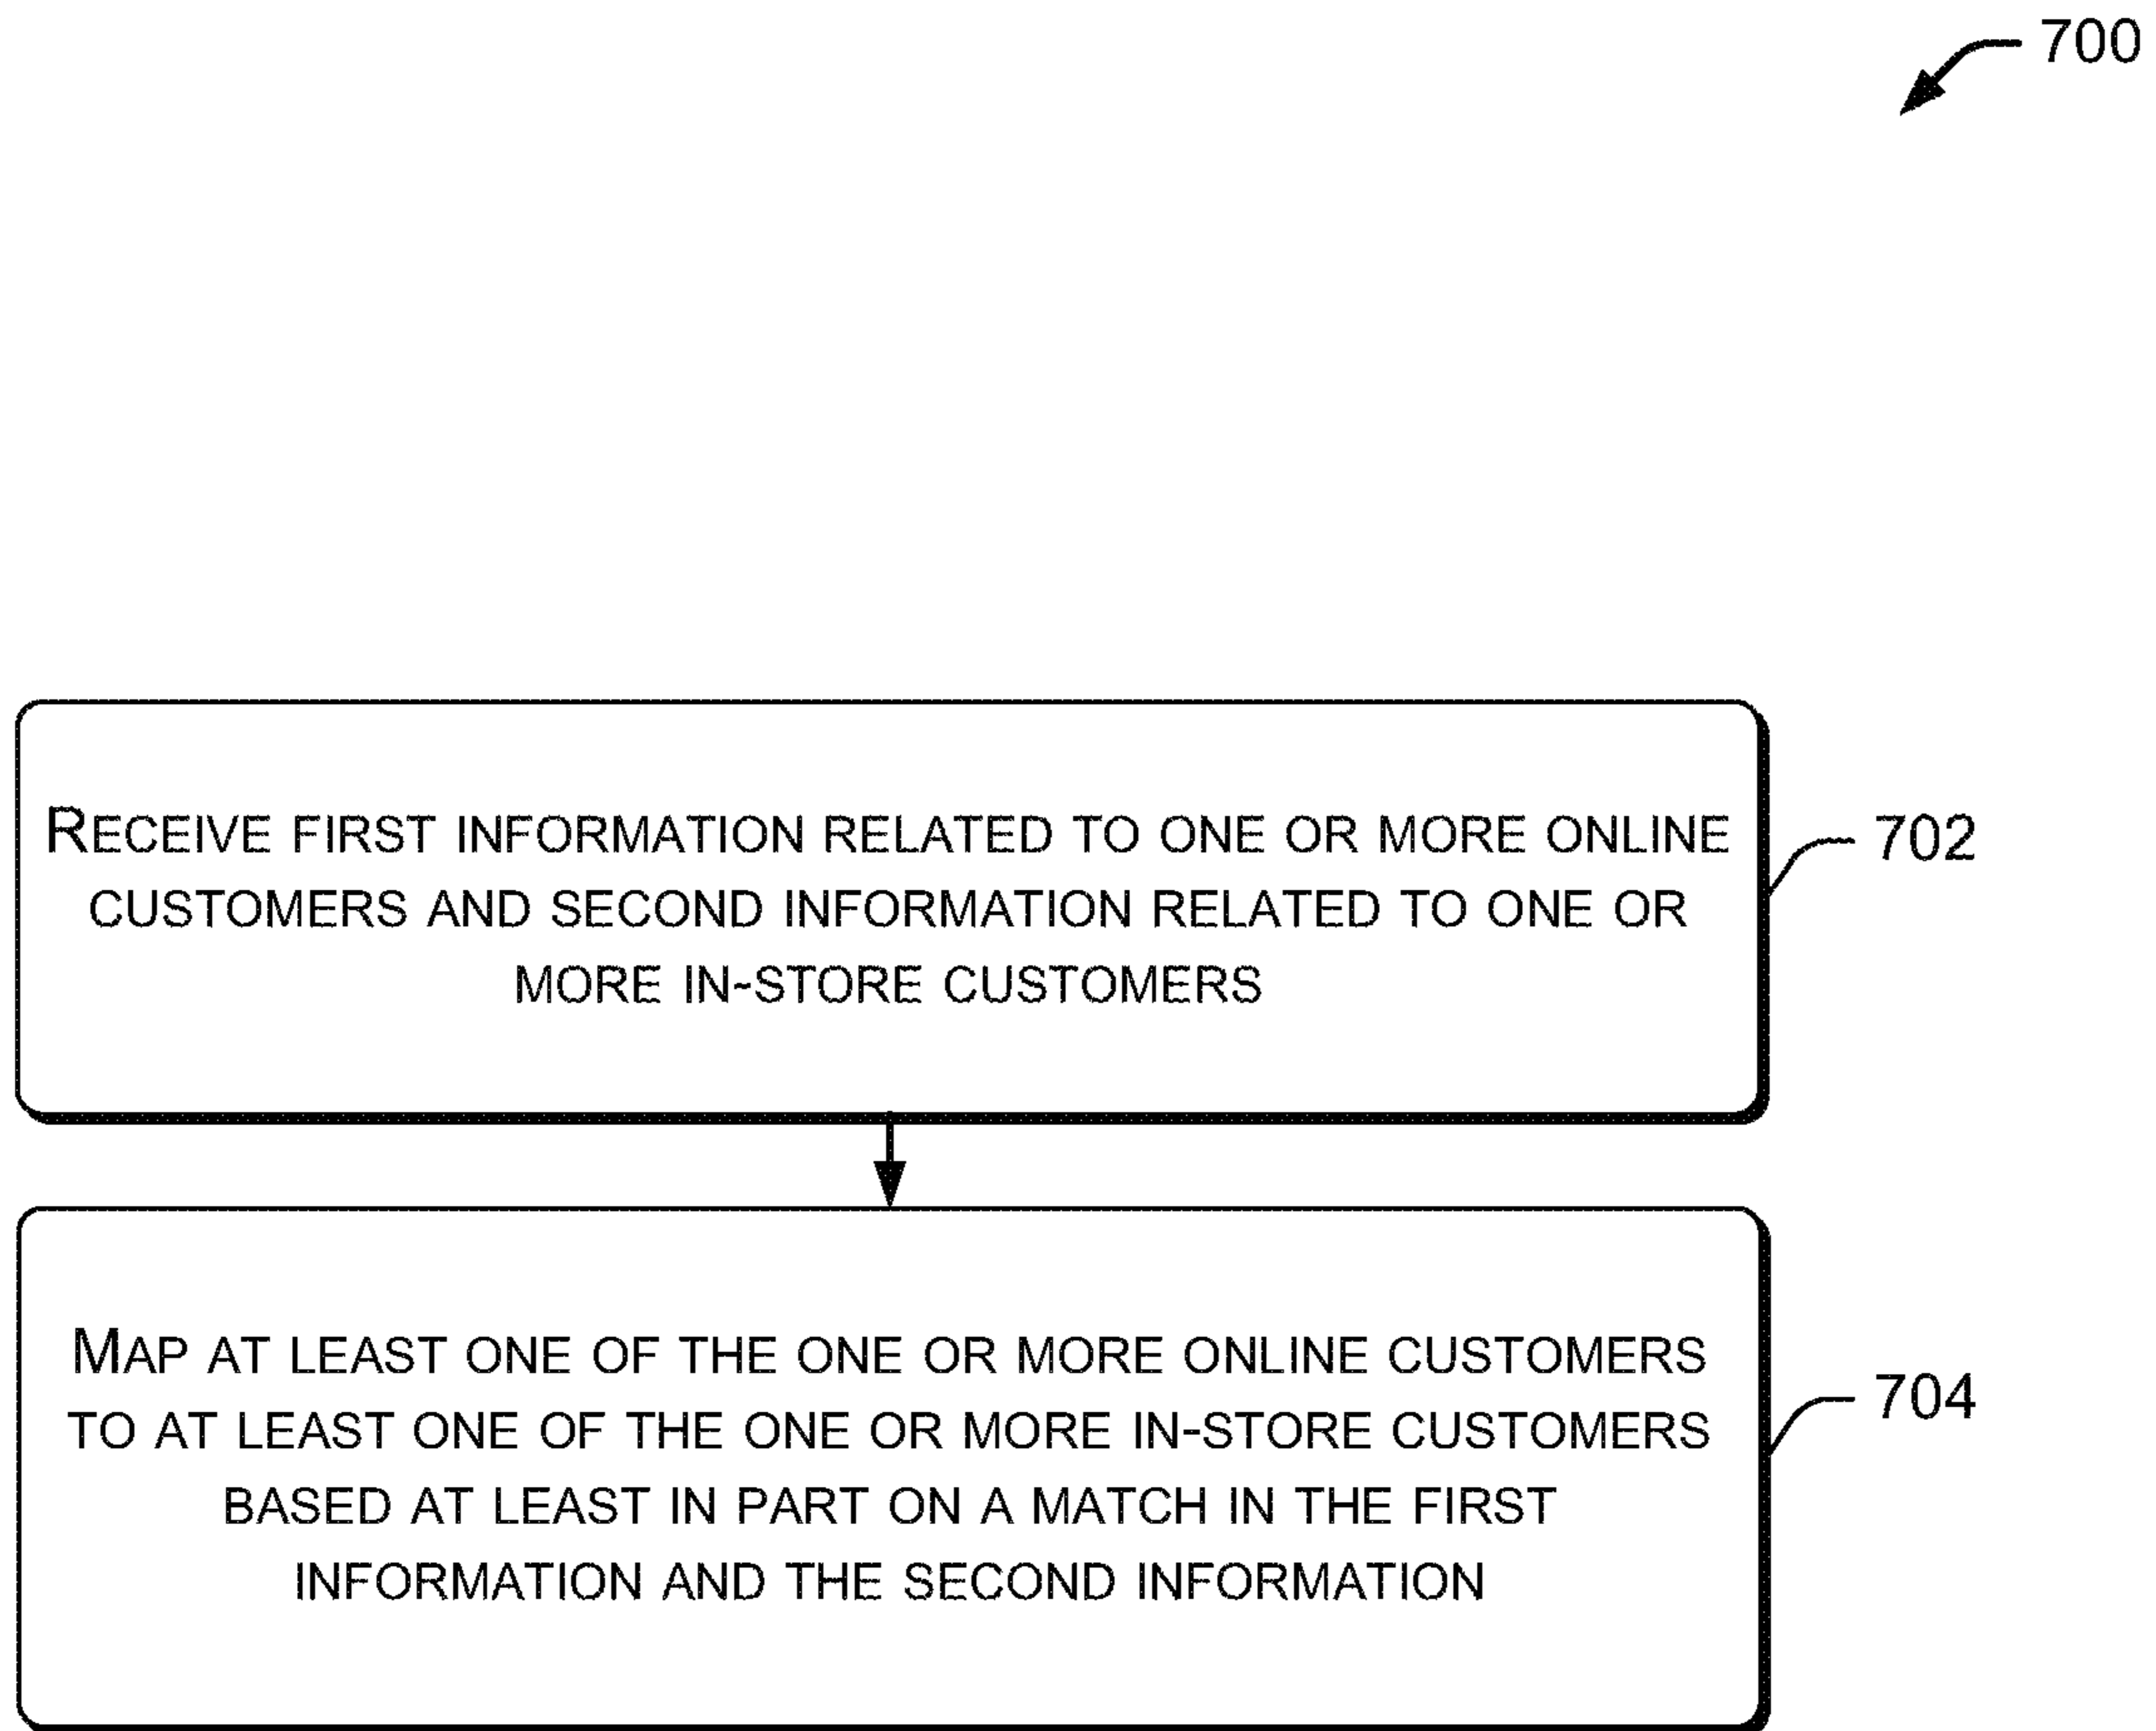 700
RECEIVE FIRST INFORMATION RELATED TO ONE OR MORE ONLINE
CUSTOMERS AND SECOND INFORMATION RELATED TO ONE OR
MORE IN-STORE CUSTOMERS
702
MAP AT LEAST ONE OF THE ONE OR MORE ONLINE CUSTOMERS
TO AT LEAST ONE OF THE ONE OR MORE IN-STORE CUSTOMERS
BASED AT LEAST IN PART ON A MATCH IN THE FIRST
INFORMATION AND THE SECOND INFORMATION
704